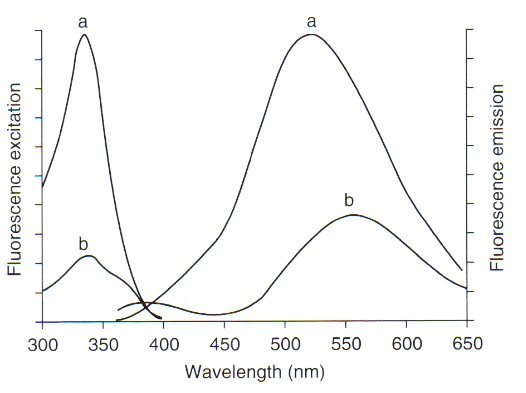 a
a
b
b
Fluorescence excitation
Fluorescence emission
300 350 400 450 500 550 600 650
Wavelength (nm)